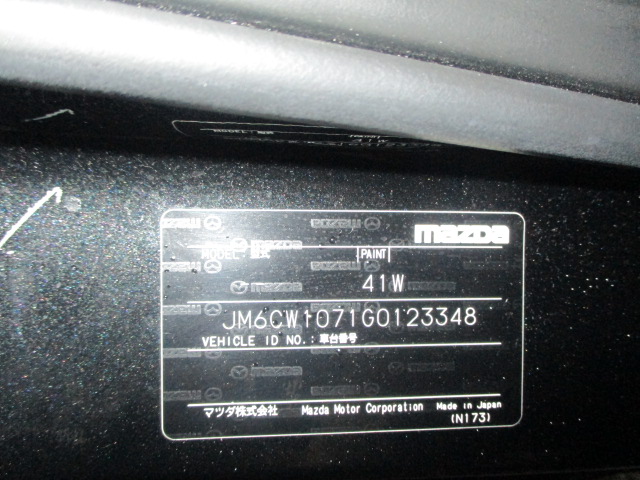 mazda
MODEL・型式 PAINT
41W
JM6CW1071G0123348
VEHICLE ID NO.:車台番号
マツダ株式会社 Mazda Motor Corporation Made in Japan
(N173)